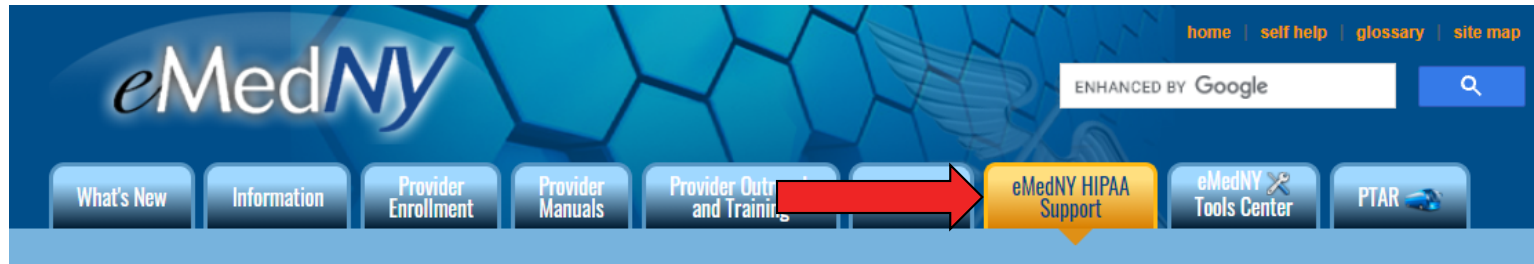 home | self help | glossary | site map
eMedNY
ENHANCED BY Google
What's New
Information
Provider
Enrollment
Provider
Manuals
Provider
and Training
eMedNY HIPAA
Support
eMedNY
Tools Center
PTAR